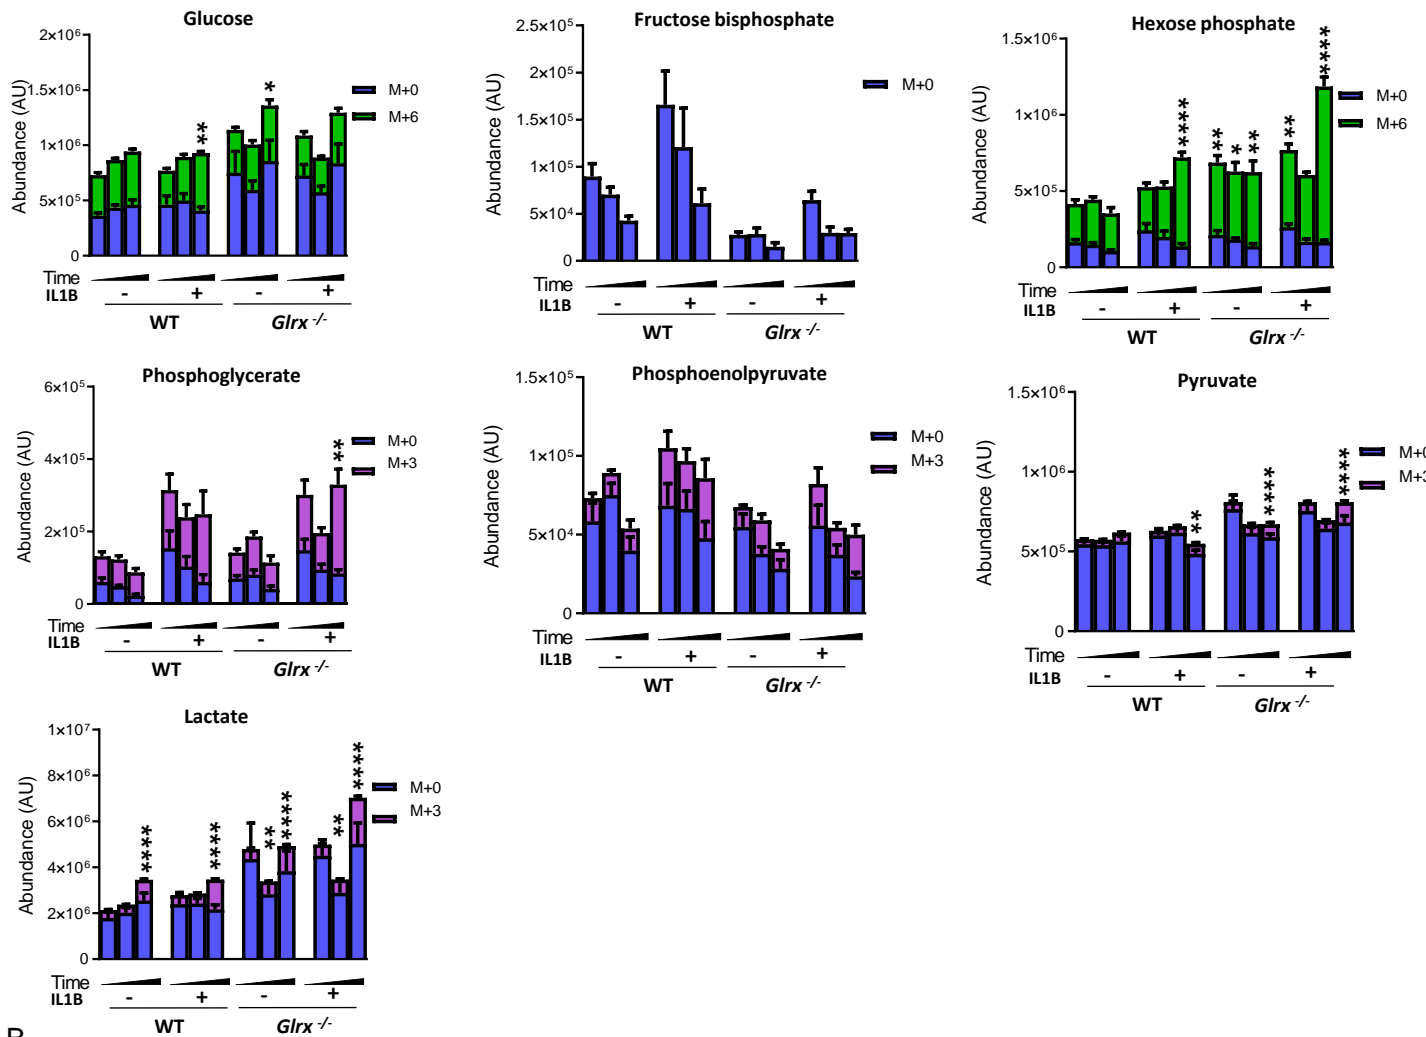 Glucose
Abundance (AU)
2×10⁶
1.5×10⁶
1×10⁶
5×10⁵
0
**
*
M+0
M+6
Time
IL1B - + - +
WT Glrx -/-
Fructose bisphosphate
Abundance (AU)
2.5×10⁵
2×10⁵
1.5×10⁵
1×10⁵
5×10⁴
0
M+0
Time
IL1B - + - +
WT Glrx -/-
Hexose phosphate
Abundance (AU)
1.5×10⁶
1×10⁶
5×10⁵
0
****
**
*
**
**
****
M+0
M+6
Time
IL1B - + - +
WT Glrx -/-
Phosphoglycerate
Abundance (AU)
6×10⁵
4×10⁵
2×10⁵
0
**
M+0
M+3
Time
IL1B - + - +
WT Glrx -/-
Phosphoenolpyruvate
Abundance (AU)
1.5×10⁵
1×10⁵
5×10⁴
0
M+0
M+3
Time
IL1B - + - +
WT Glrx -/-
Pyruvate
Abundance (AU)
1.5×10⁶
1×10⁶
5×10⁵
0
**
****
****
M+0
M+3
Time
IL1B - + - +
WT Glrx -/-
Lactate
Abundance (AU)
1×10⁷
8×10⁶
6×10⁶
4×10⁶
2×10⁶
0
****
****
**
****
**
****
M+0
M+3
Time
IL1B - + - +
WT Glrx -/-